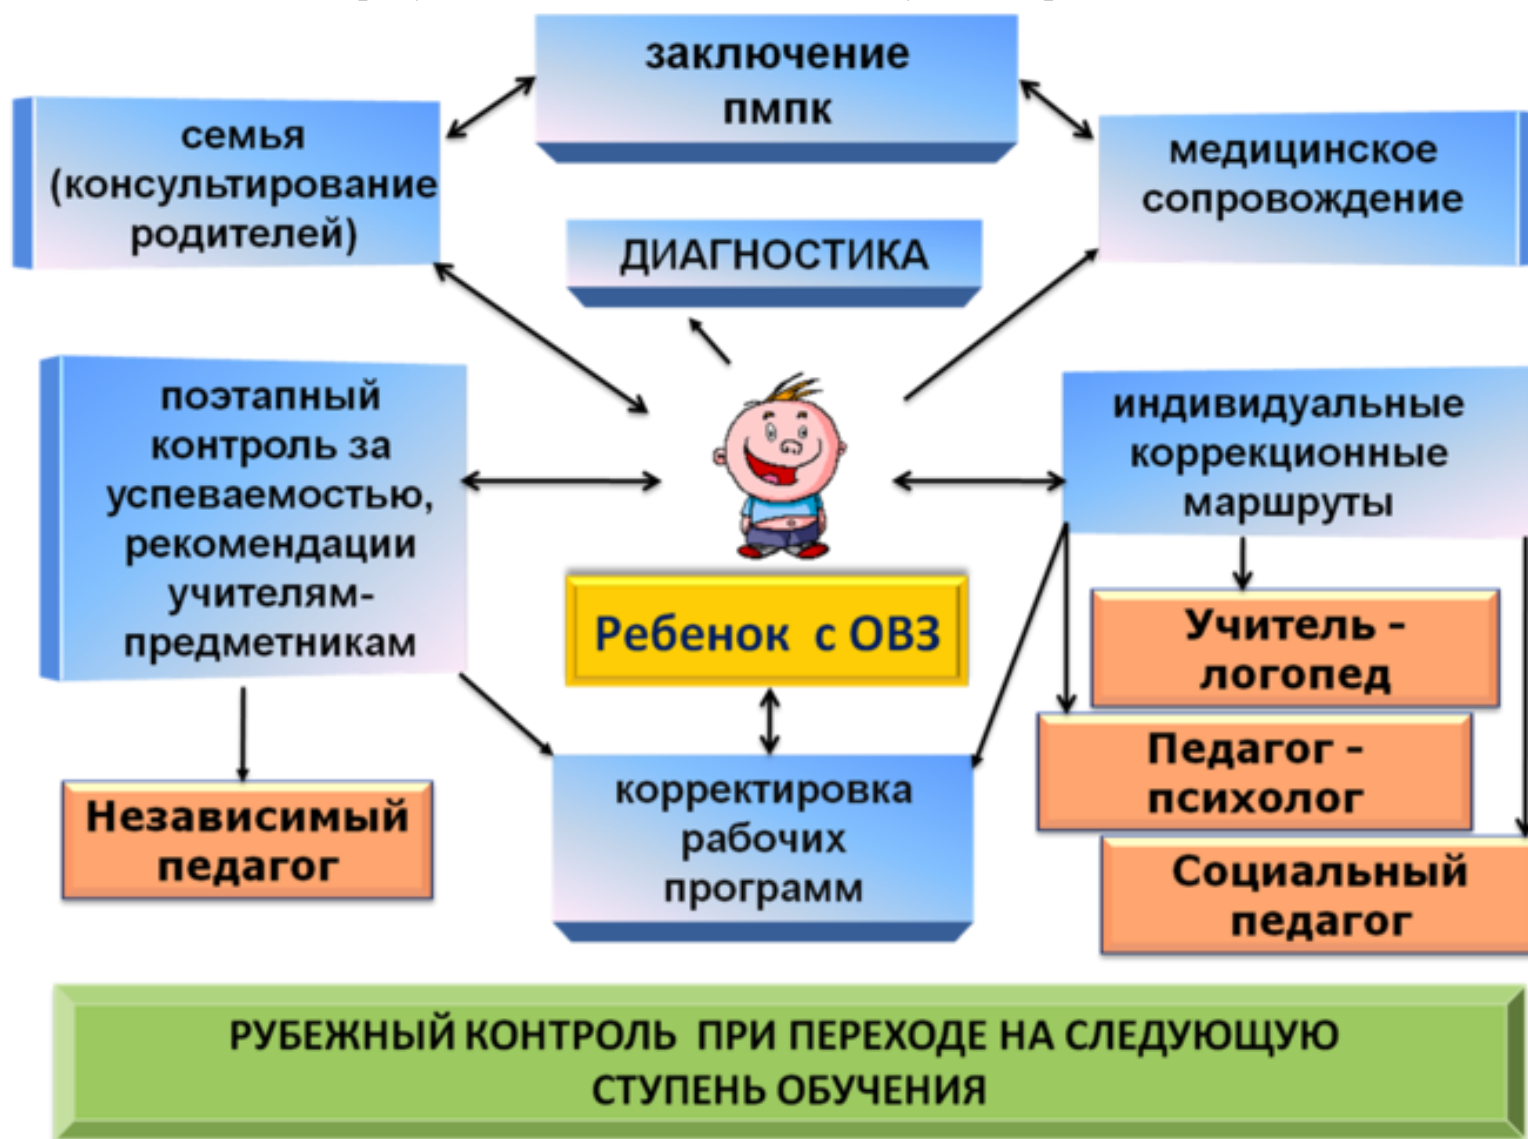 заключение
пмпк
семья
(консультирование
родителей)
медицинское
сопровождение
ДИАГНОСТИКА
поэтапный
контроль за
успеваемостью,
рекомендации
учителям-
предметникам
индивидуальные
коррекционные
маршруты
Ребенок с ОВЗ
Учитель -
логопед
Педагог -
психолог
Социальный
педагог
Независимый
педагог
корректировка
рабочих
программ
РУБЕЖНЫЙ КОНТРОЛЬ ПРИ ПЕРЕХОДЕ НА СЛЕДУЮЩУЮ
СТУПЕНЬ ОБУЧЕНИЯ